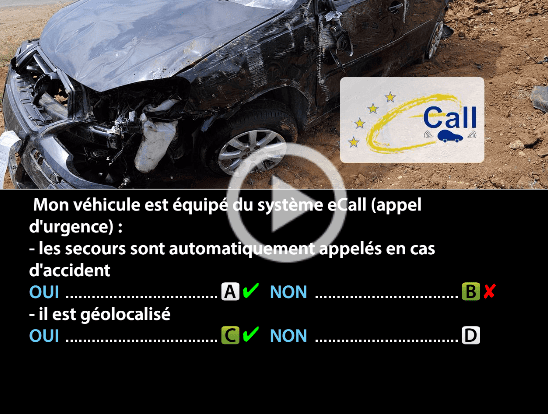 Call
Mon véhicule est équipé du système eCall (appel
d'urgence) :
- les secours sont automatiquement appelés en cas
d'accident
OUI .................................. A ✔ NON ................................ B ✘
- il est géolocalisé
OUI .................................. C ✔ NON ................................ D